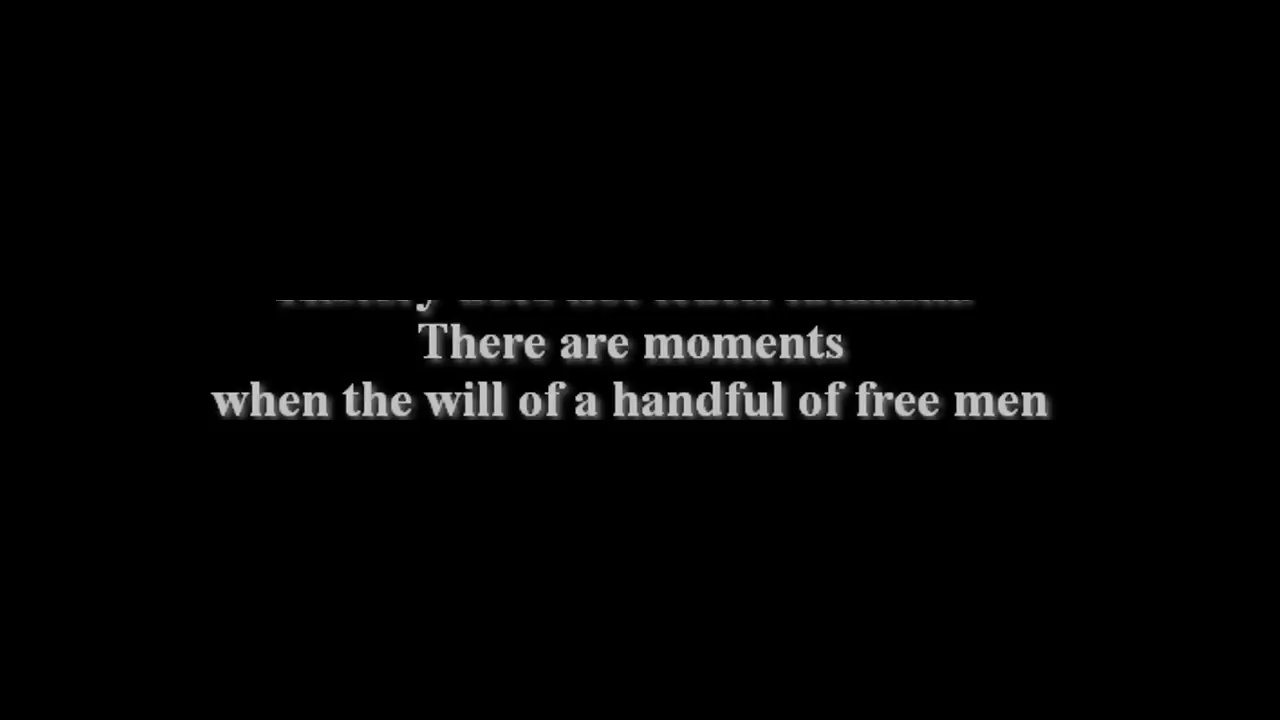 There are moments
when the will of a handful of free men